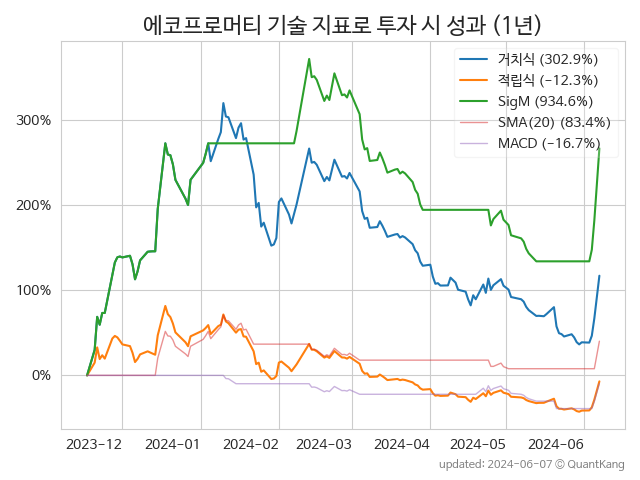 에코프로머티 기술 지표로 투자 시 성과 (1년)
거치식 (302.9%)
적립식 (−12.3%)
SigM (934.6%)
SMA(20) (83.4%)
MACD (−16.7%)
300%
200%
100%
0%
2023−12 2024−01 2024−02 2024−03 2024−04 2024−05 2024−06
updated: 2024−06−07 © QuantKang